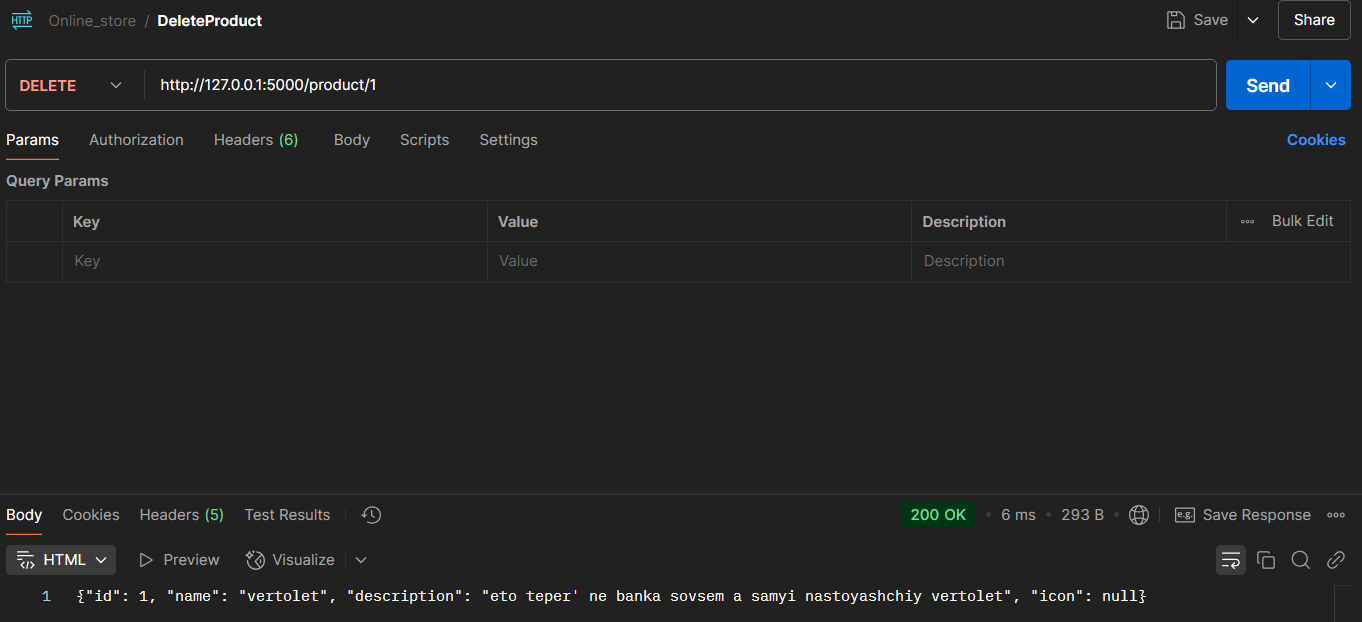 HTTP Online_store / DeleteProduct Save Share
DELETE http://127.0.0.1:5000/product/1 Send
Params Authorization Headers (6) Body Scripts Settings Cookies
Query Params
Key Value Description Bulk Edit
Key Value Description
Body Cookies Headers (5) Test Results 200 OK 6 ms 293 B e.g. Save Response
HTML Preview Visualize
1 {"id": 1, "name": "vertolet", "description": "eto teper' ne banka sovsem a samyi nastoyashchiy vertolet", "icon": null}